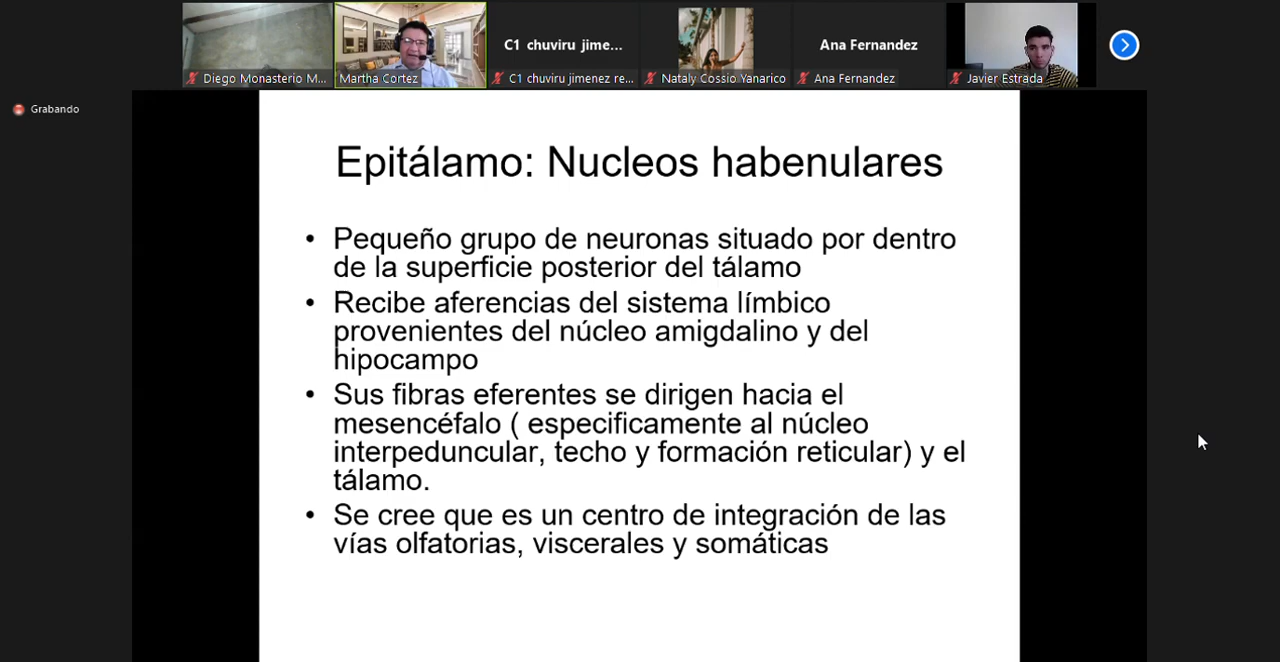 C1 chuviru jime...
Ana Fernandez
Diego Monasterio M...
Martha Cortez
C1 chuviru jimenez re...
Nataly Cossio Yanarico
Ana Fernandez
Javier Estrada
Grabando
Epitálamo: Nucleos habenulares
• Pequeño grupo de neuronas situado por dentro
de la superficie posterior del tálamo
• Recibe aferencias del sistema límbico
provenientes del núcleo amigdalino y del
hipocampo
• Sus fibras eferentes se dirigen hacia el
mesencéfalo ( especificamente al núcleo
interpeduncular, techo y formación reticular) y el
tálamo.
• Se cree que es un centro de integración de las
vías olfatorias, viscerales y somáticas